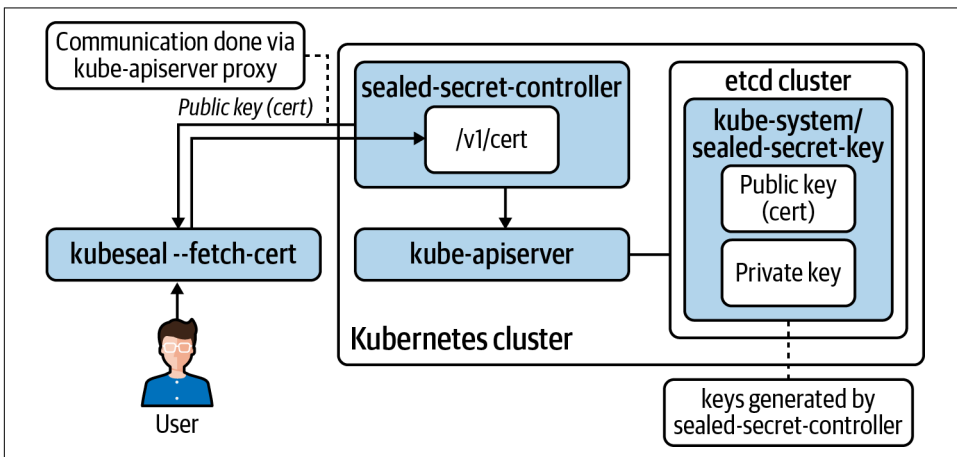 Communication done via
kube-apiserver proxy
Public key (cert)
sealed-secret-controller
/v1/cert
etcd cluster
kube-system/
sealed-secret-key
Public key
(cert)
Private key
kubeseal --fetch-cert
kube-apiserver
Kubernetes cluster
User
keys generated by
sealed-secret-controller